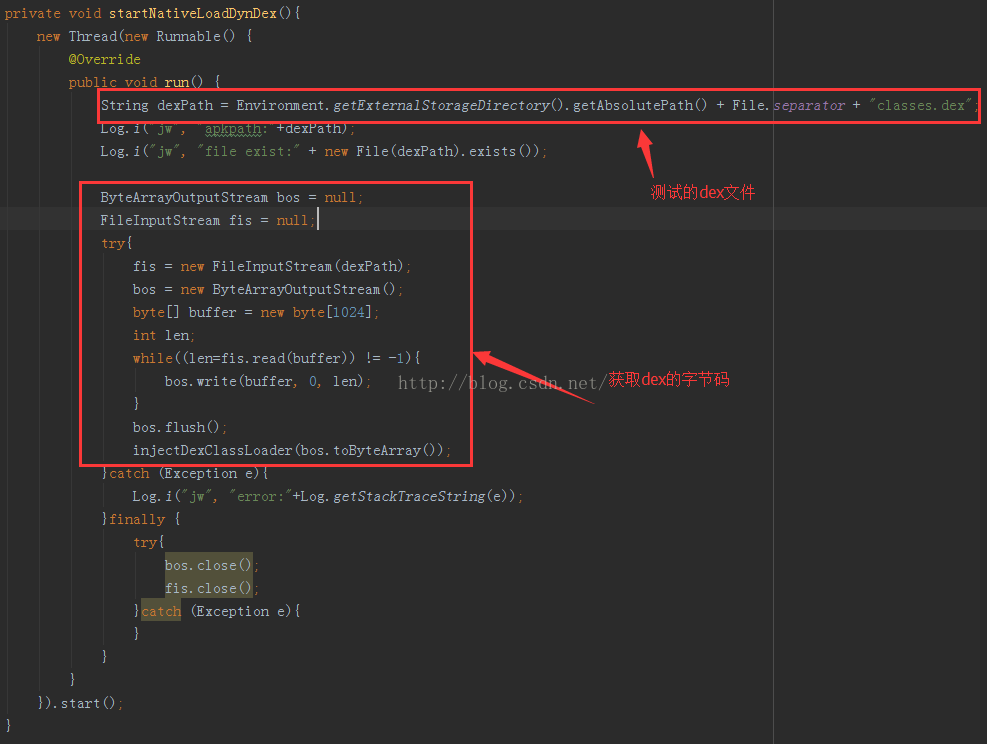 private void startNativeLoadDynDex(){
new Thread(new Runnable() {
@Override
public void run() {
String dexPath = Environment.getExternalStorageDirectory().getAbsolutePath() + File.separator + "classes.dex";
Log.i("jw", "apkpath:"+dexPath);
Log.i("jw", "file exist:" + new File(dexPath).exists());
测试的dex文件
ByteArrayOutputStream bos = null;
FileInputStream fis = null;
try{
fis = new FileInputStream(dexPath);
bos = new ByteArrayOutputStream();
byte[] buffer = new byte[1024];
int len;
while((len=fis.read(buffer)) != -1){
bos.write(buffer, 0, len);
http://blog.csdn.net/
获取dex的字节码
}
bos.flush();
injectDexClassLoader(bos.toByteArray());
}catch (Exception e){
Log.i("jw", "error:"+Log.getStackTraceString(e));
}finally {
try{
bos.close();
fis.close();
}catch (Exception e){
}
}
}
}).start();
}